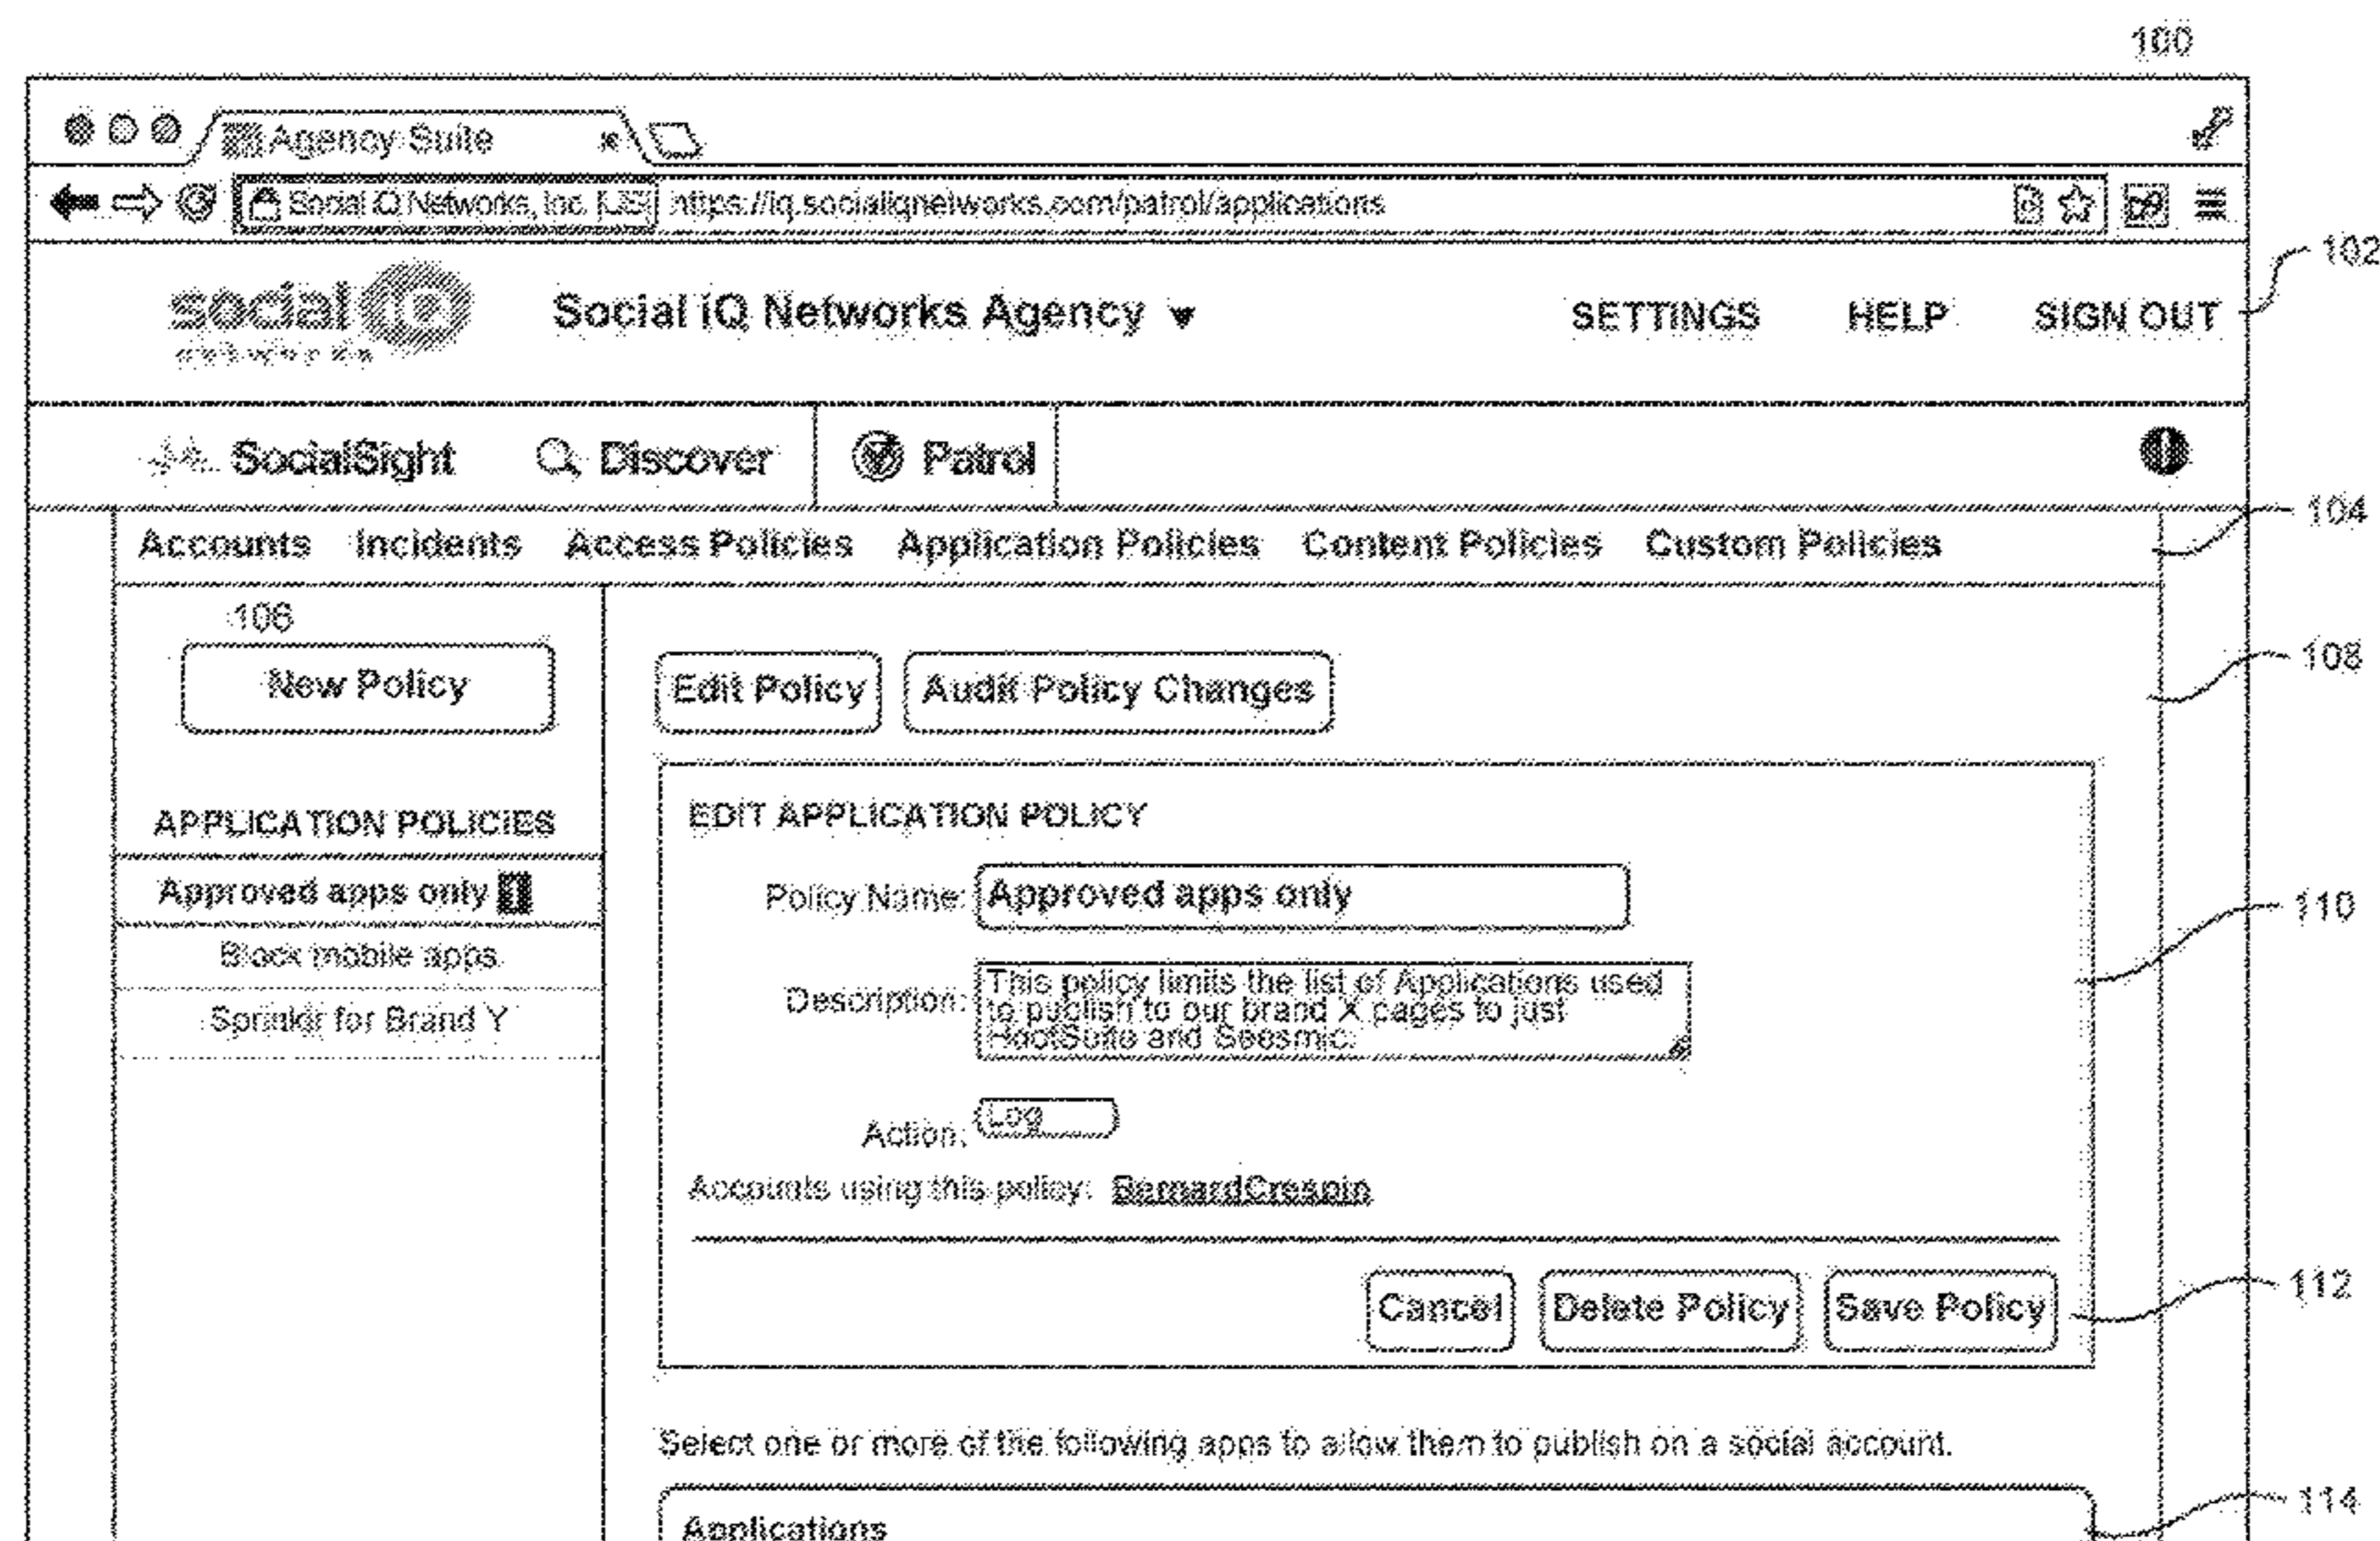 100
Agency Suite
Social iQ Networks, Inc. [US] https://iq.socialiqnetworks.com/patrol/applications
102
social iQ
networks
Social iQ Networks Agency SETTINGS HELP SIGN OUT
SocialSight Discover Patrol
104
Accounts Incidents Access Policies Application Policies Content Policies Custom Policies
106
108
New Policy
Edit Policy Audit Policy Changes
APPLICATION POLICIES
Approved apps only
Block mobile apps
Sprinklr for Brand Y
EDIT APPLICATION POLICY
Policy Name: Approved apps only
110
Description: This policy limits the list of Applications used
to publish to our brand X pages to just
HootSuite and Seesmic.
Action: Log
Accounts using this policy: BernardCrespin
112
Cancel Delete Policy Save Policy
Select one or more of the following apps to allow them to publish on a social account.
114
Applications